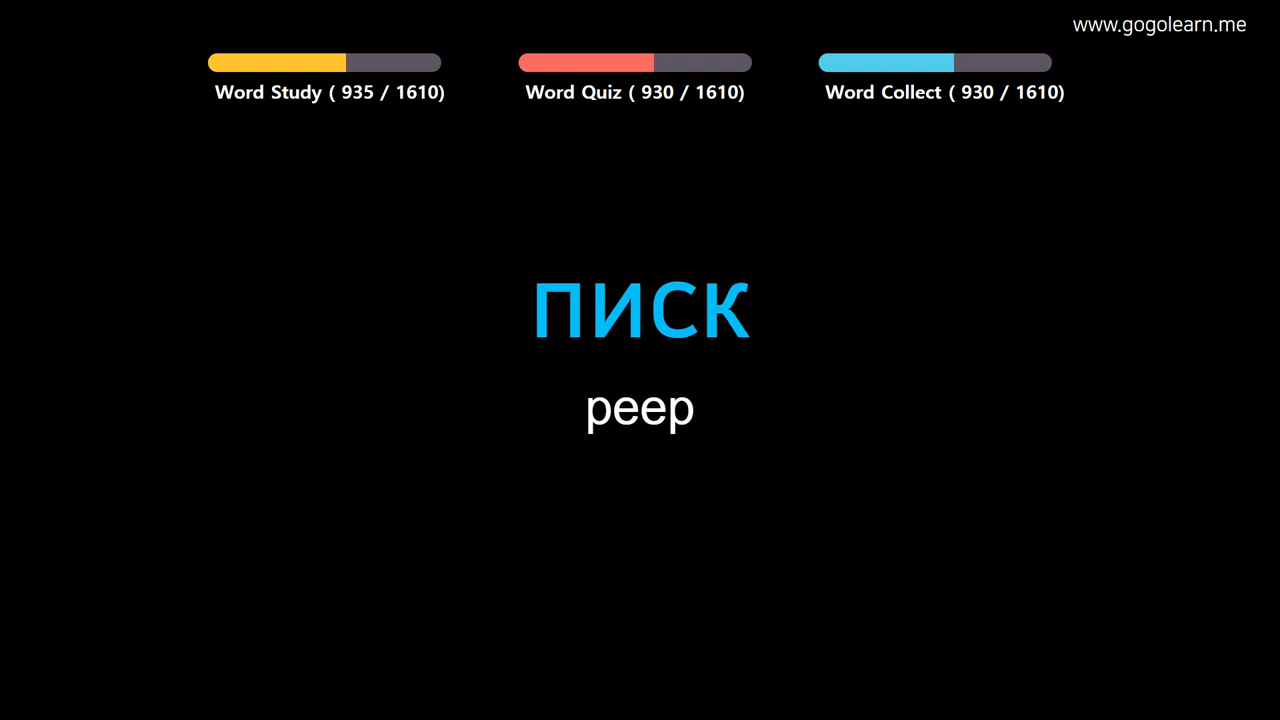 www.gogolearn.me
Word Study ( 935 / 1610)
Word Quiz ( 930 / 1610)
Word Collect ( 930 / 1610)
писк
peep